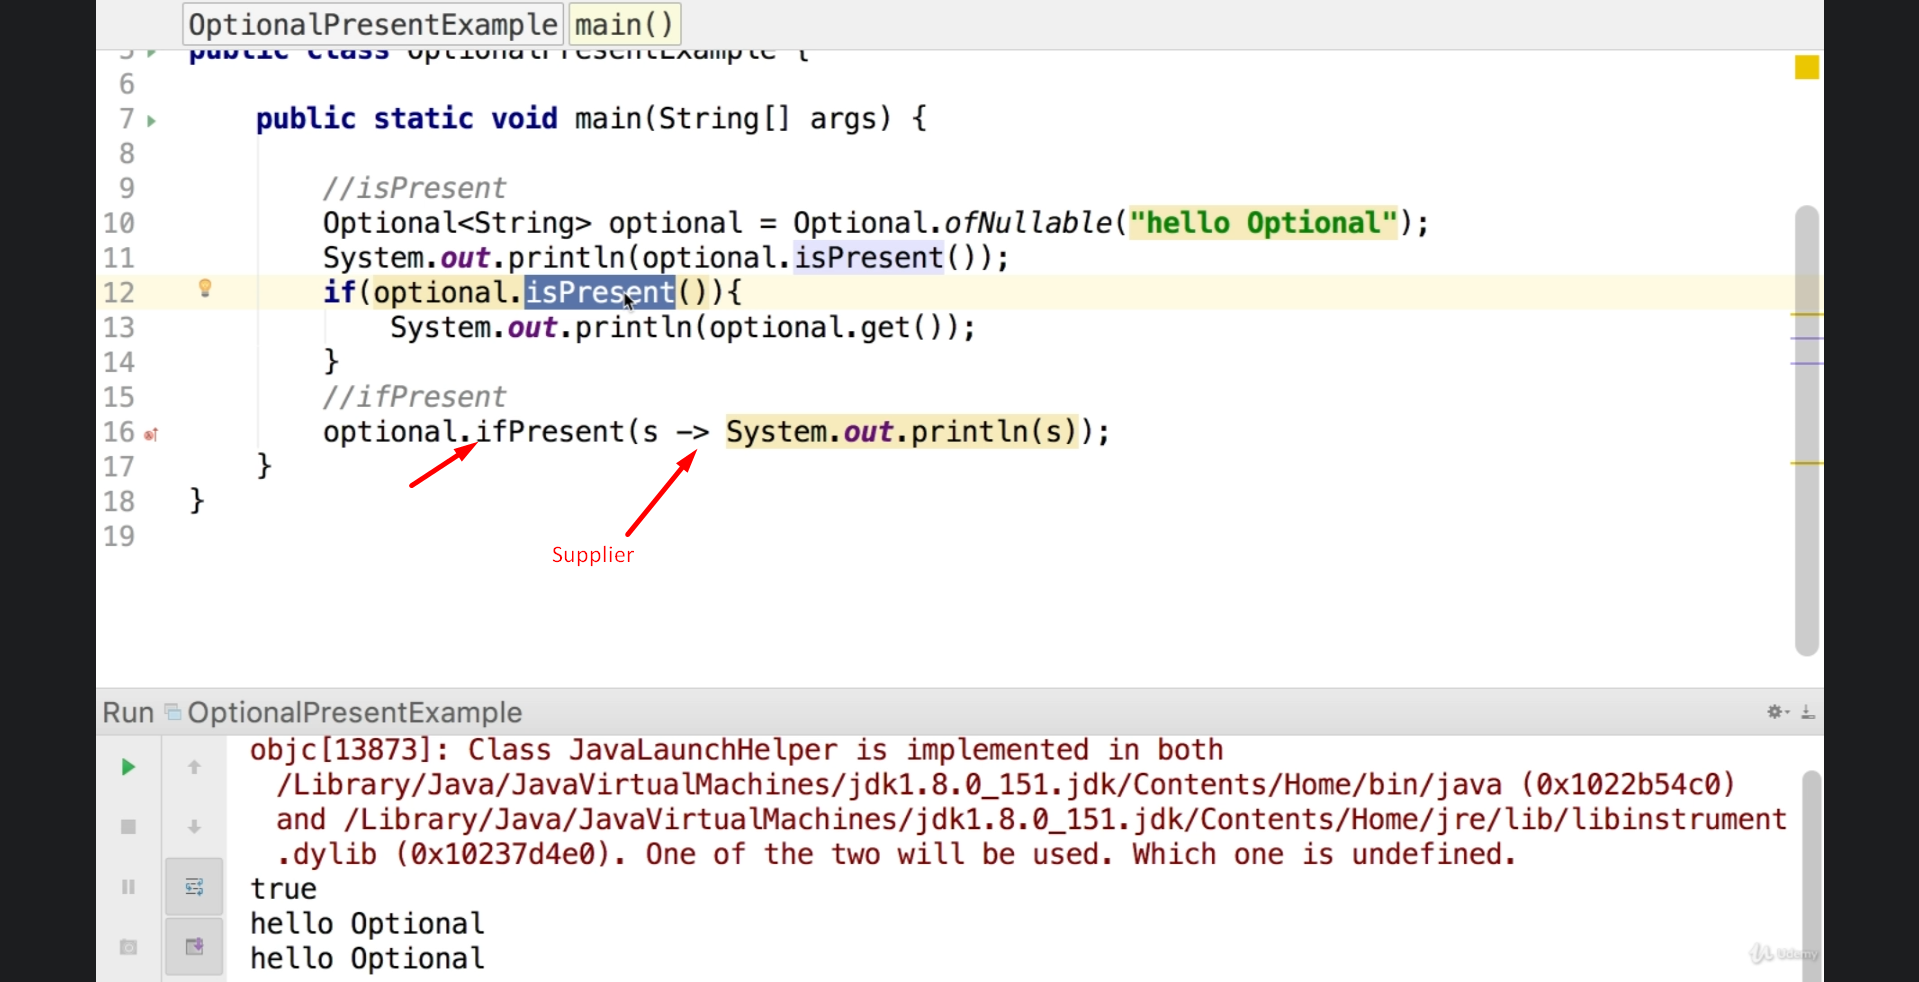 OptionalPresentExample main()
5 public class OptionalPresentExample {
6
7 public static void main(String[] args) {
8
9 //isPresent
10 Optional<String> optional = Optional.ofNullable("hello Optional");
11 System.out.println(optional.isPresent());
12 if(optional.isPresent()){
13 System.out.println(optional.get());
14 }
15 //ifPresent
16 optional.ifPresent(s -> System.out.println(s));
17 }
18 }
19
Supplier
Run OptionalPresentExample
objc[13873]: Class JavaLaunchHelper is implemented in both
/Library/Java/JavaVirtualMachines/jdk1.8.0_151.jdk/Contents/Home/bin/java (0x1022b54c0)
and /Library/Java/JavaVirtualMachines/jdk1.8.0_151.jdk/Contents/Home/jre/lib/libinstrument
.dylib (0x10237d4e0). One of the two will be used. Which one is undefined.
true
hello Optional
hello Optional
Udemy